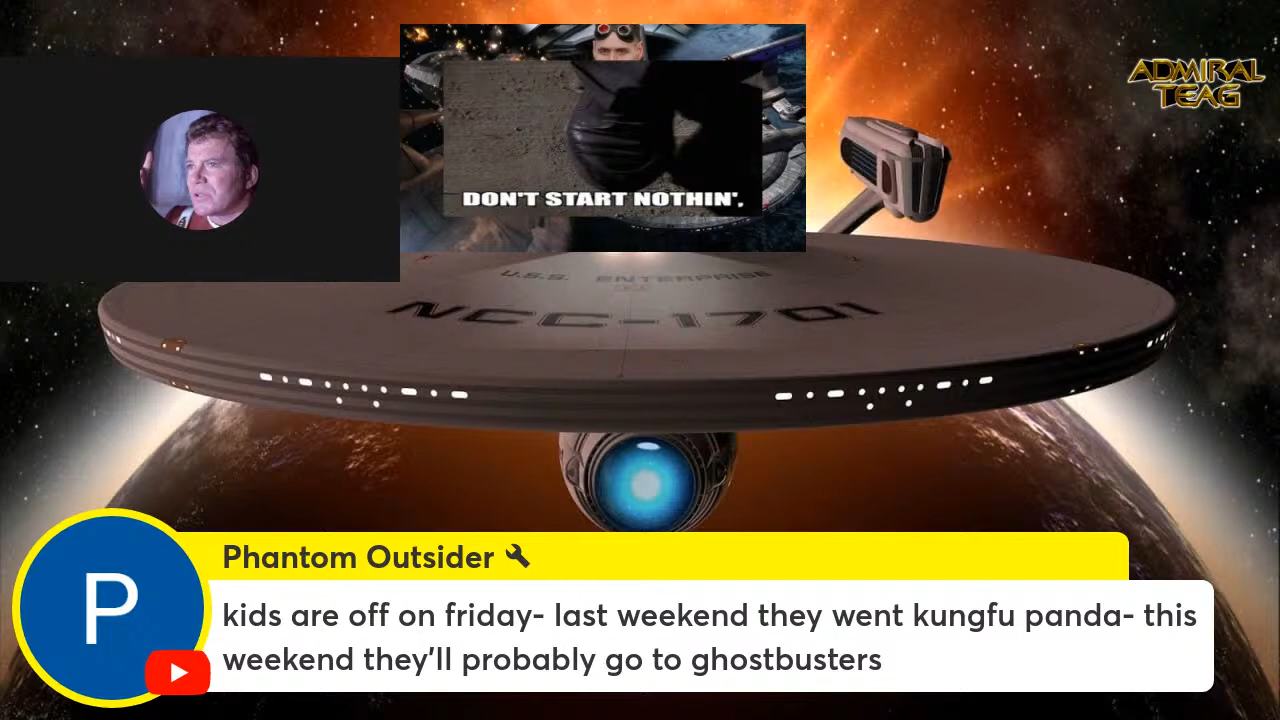 ADMIRAL
TEAG
DON'T START NOTHIN',
U.S.S. ENTERPRISE
NCC-1701
P
Phantom Outsider
kids are off on friday- last weekend they went kungfu panda- this
weekend they'll probably go to ghostbusters